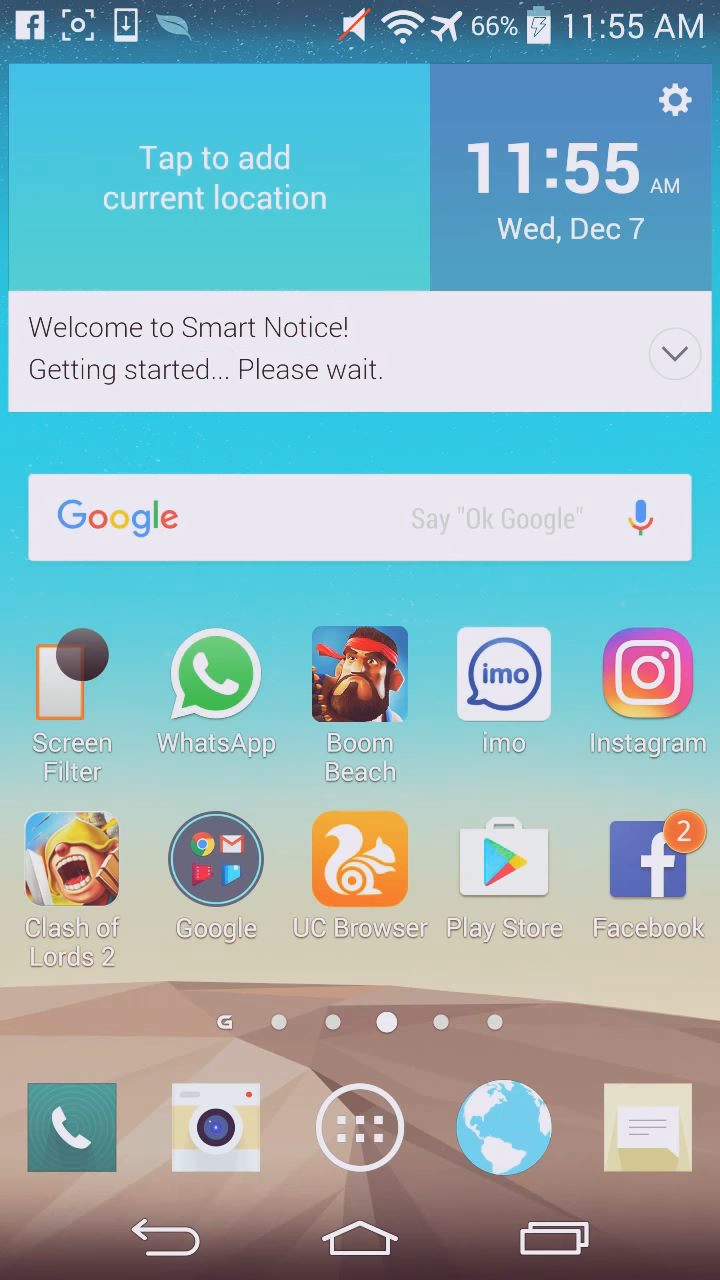 66% 11:55 AM
Tap to add
current location
11:55 AM
Wed, Dec 7
Welcome to Smart Notice!
Getting started... Please wait.
Google Say "Ok Google"
imo
Screen
Filter
WhatsApp
Boom
Beach
imo
Instagram
2
Clash of
Lords 2
Google
UC Browser
Play Store
Facebook
G